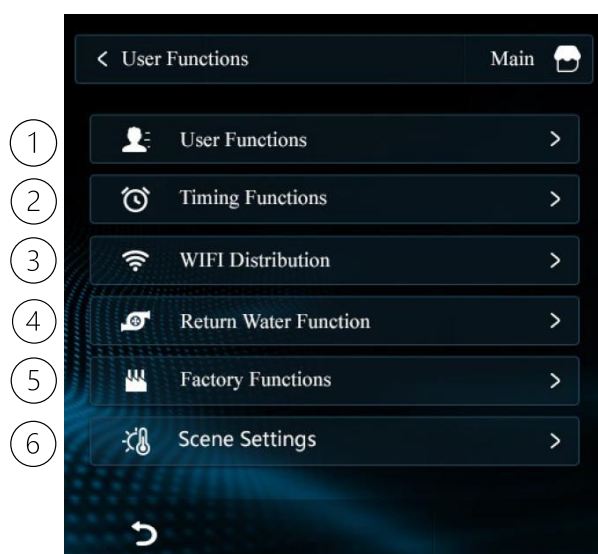 User Functions Main
1 User Functions
2 Timing Functions
3 WIFI Distribution
4 Return Water Function
5 Factory Functions
6 Scene Settings